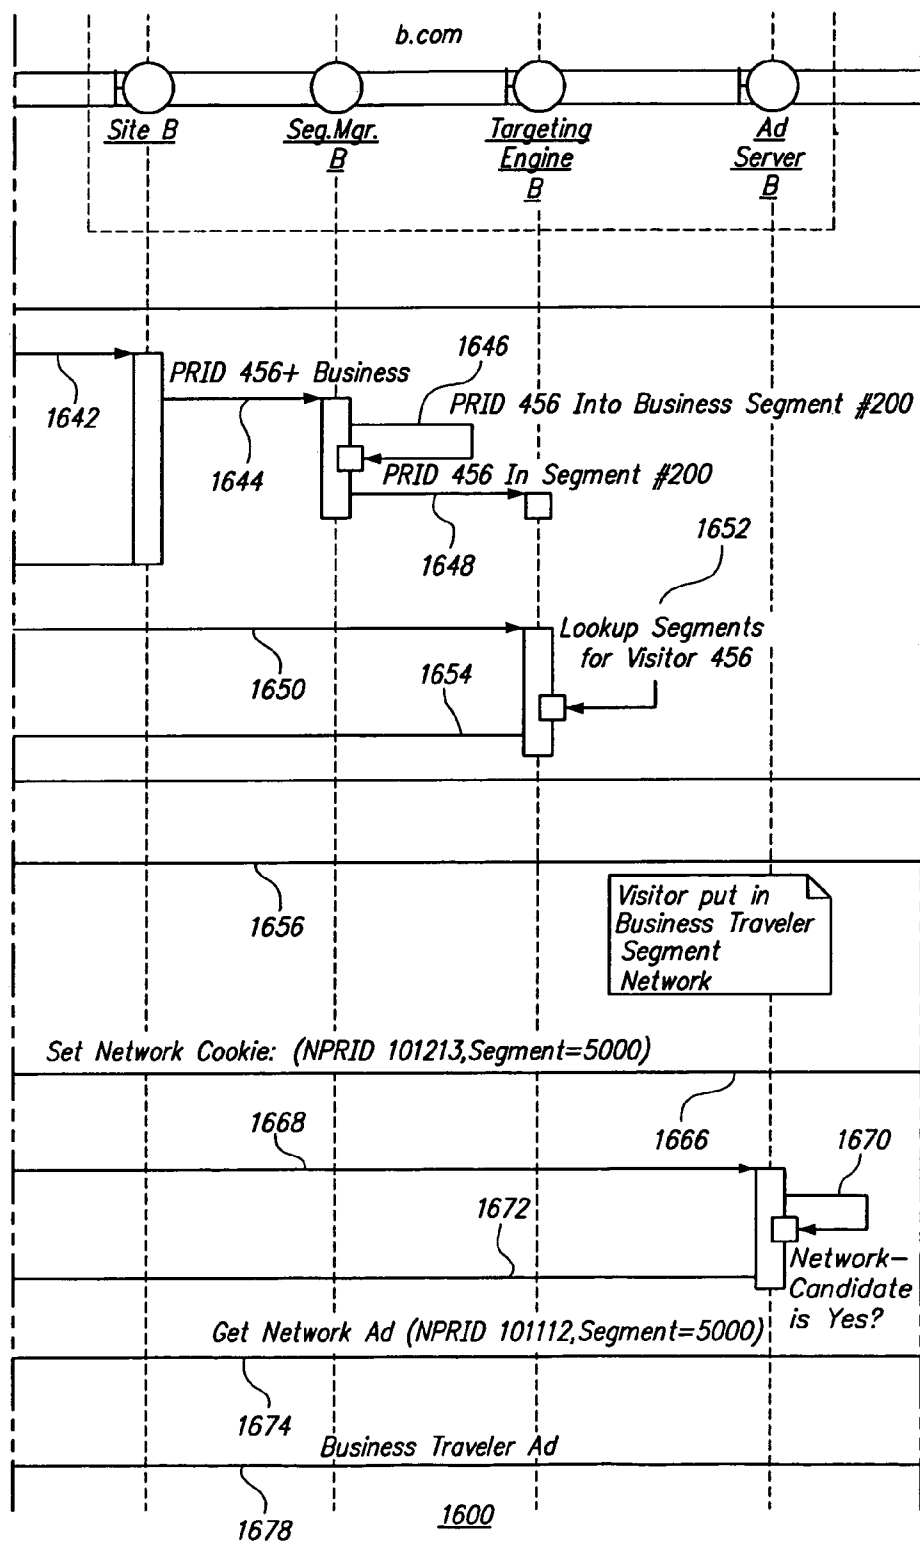 b.com
Site B
Seg.Mgr.
B
Targeting
Engine
B
Ad
Server
B
1642
PRID 456+ Business
1644
1646
PRID 456 Into Business Segment #200
PRID 456 In Segment #200
1648
1652
Lookup Segments
for Visitor 456
1650
1654
1656
Visitor put in
Business Traveler
Segment
Network
Set Network Cookie: (NPRID 101213,Segment=5000)
1666
1668
1670
1672
Network-
Candidate
is Yes?
Get Network Ad (NPRID 101112,Segment=5000)
1674
Business Traveler Ad
1678
1600